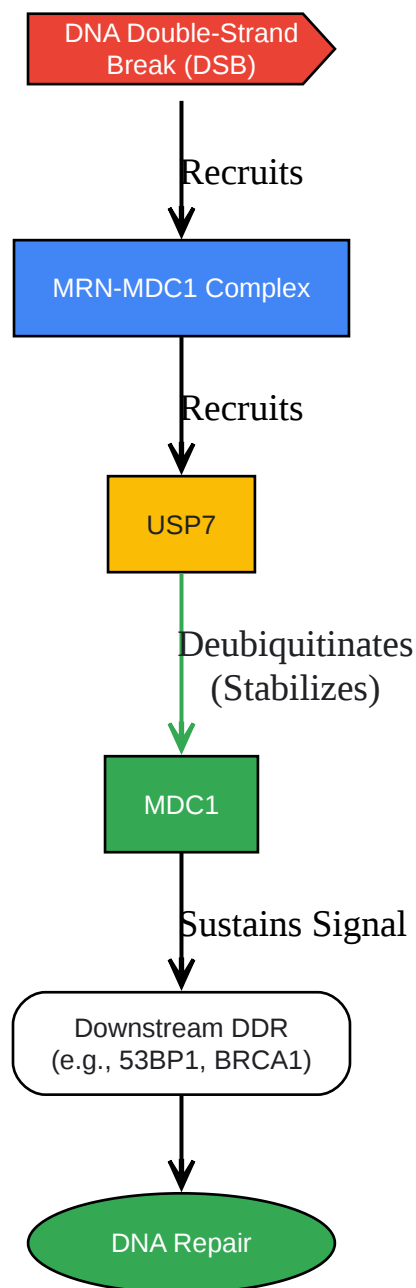 DNA Double-Strand
Break (DSB)
Recruits
MRN-MDC1 Complex
Recruits
USP7
Deubiquitinates
(Stabilizes)
MDC1
Sustains Signal
Downstream DDR
(e.g., 53BP1, BRCA1)
DNA Repair